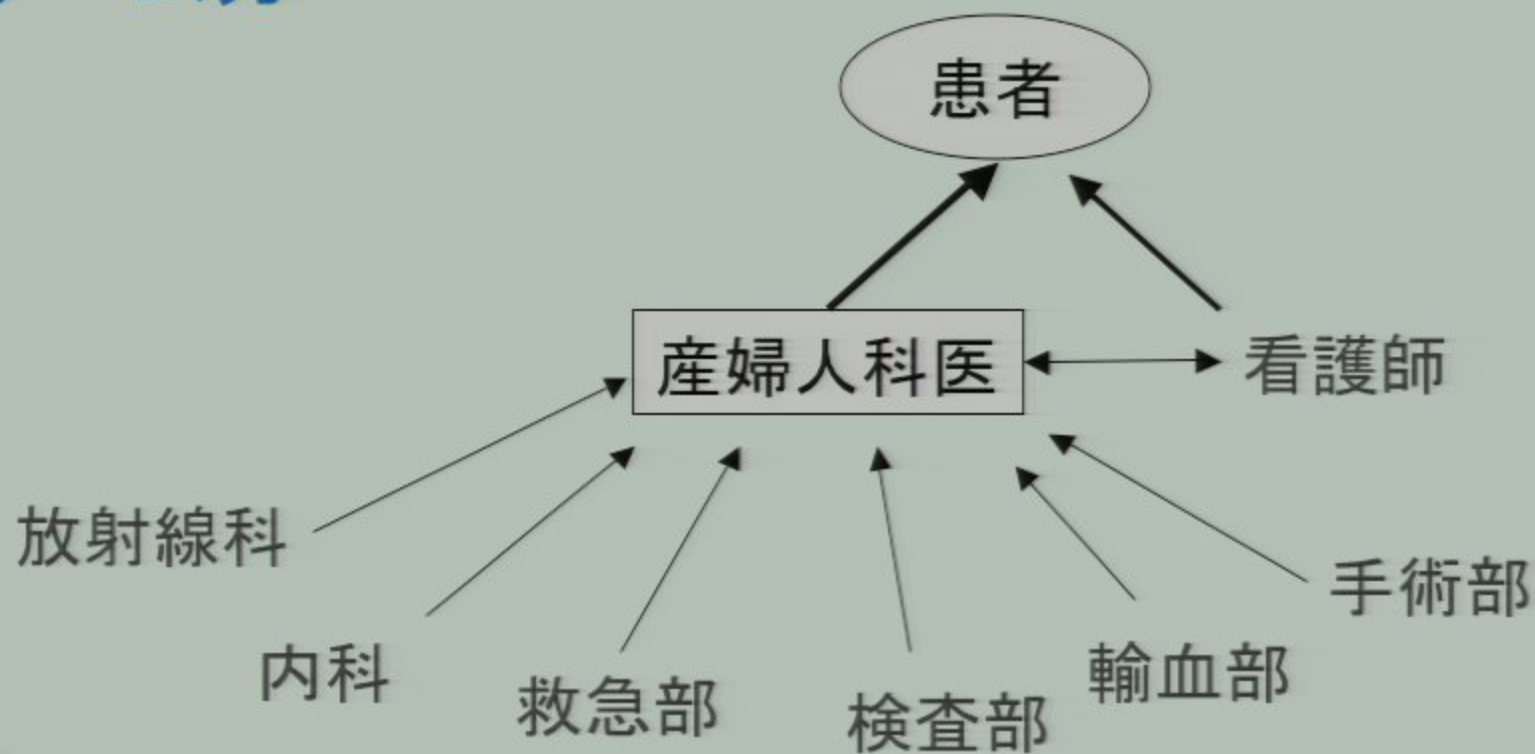 患者
産婦人科医
看護師
放射線科
内科
救急部
検査部
輸血部
手術部